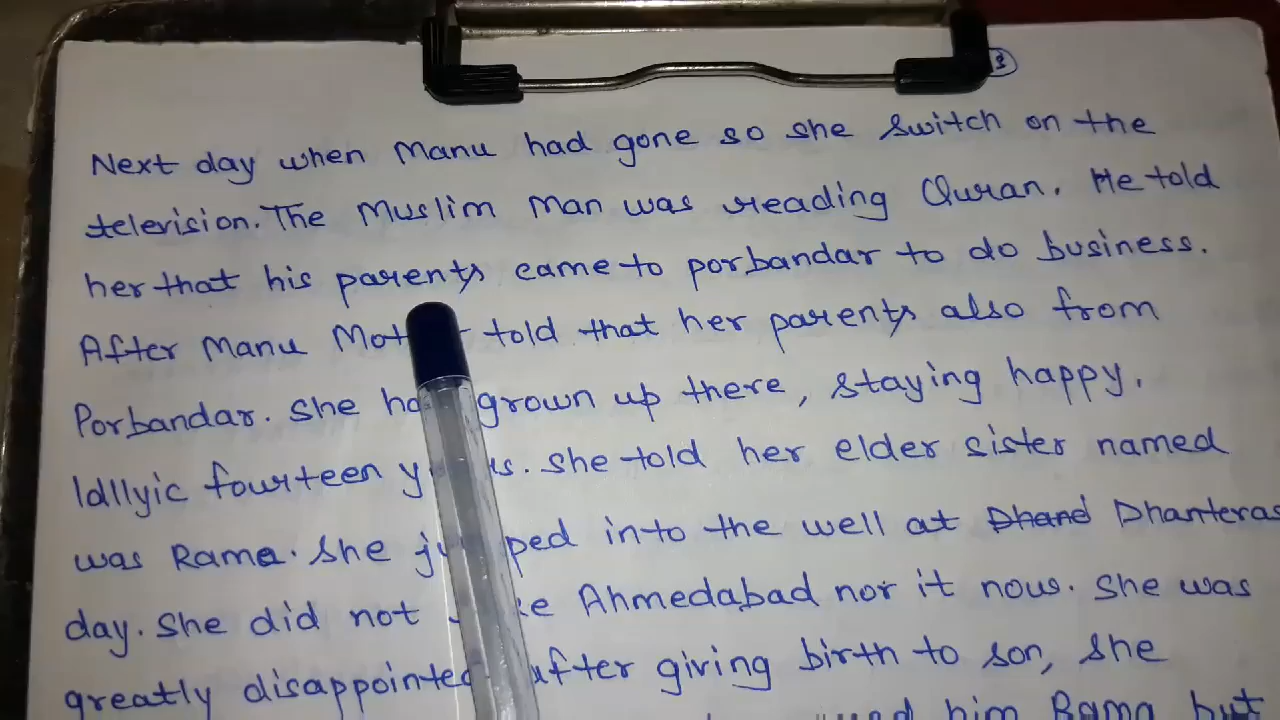 3
Next day when Manu had gone so she switch on the
television. The Muslim Man was reading Quran. He told
her that his parents came to porbandar to do business.
After Manu told that her parents also from
Porbandar. She grown up there, staying happy.
Idllyic fourteen . She told her elder sister named
was Rama. She into the well at Dhand Dhanteras
day. She did not Ahmedabad nor it now. She was
greatly disappointed after giving birth to son, she
him Rama but